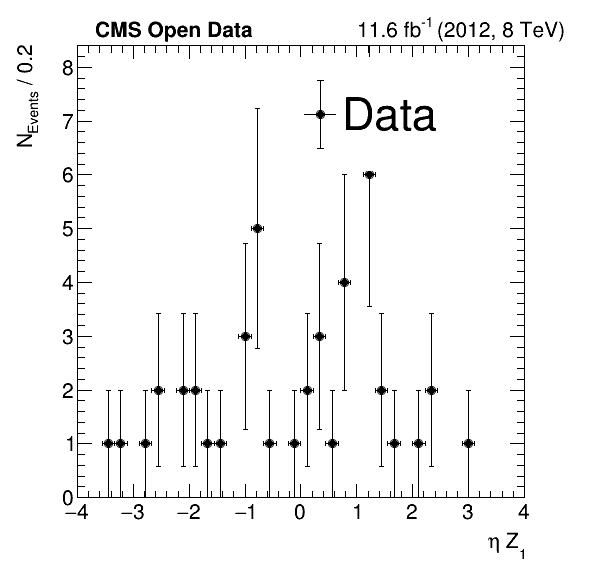 CMS Open Data 11.6 fb⁻¹ (2012, 8 TeV)
N_Events / 0.2
Data
8
7
6
5
4
3
2
1
0
−4 −3 −2 −1 0 1 2 3 4
η Z₁